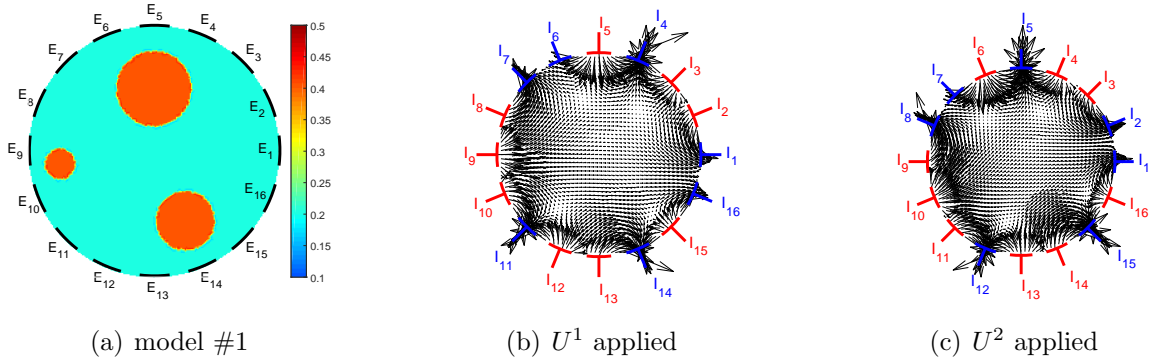 E5
E6
E4
E7
E3
E8
E2
E9
E1
E10
E16
E11
E15
E12
E14
E13
0.5
0.45
0.4
0.35
0.3
0.25
0.2
0.15
0.1
I5
I4
I6
I7
I3
I8
I2
I9
I1
I10
I16
I11
I15
I12
I14
I13
I5
I6
I4
I7
I3
I8
I2
I9
I1
I10
I16
I11
I15
I12
I14
I13
(a) model #1
(b) U¹ applied
(c) U² applied